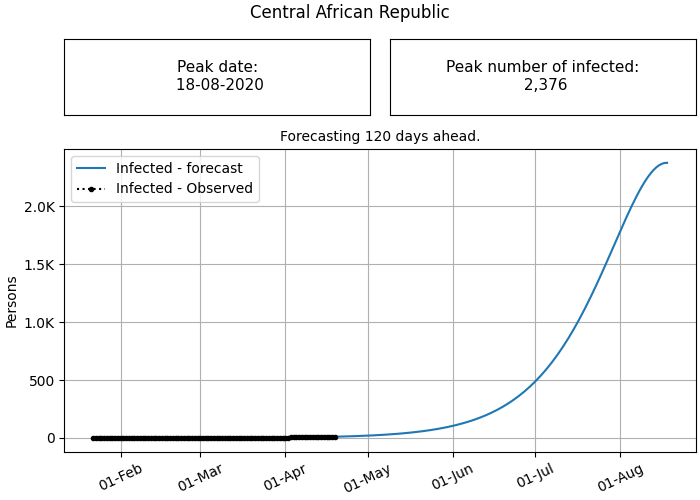 Central African Republic
Peak date:
18-08-2020
Peak number of infected:
2,376
Forecasting 120 days ahead.
Infected - forecast
Infected - Observed
2.0K
1.5K
1.0K
500
0
Persons
01-Feb
01-Mar
01-Apr
01-May
01-Jun
01-Jul
01-Aug